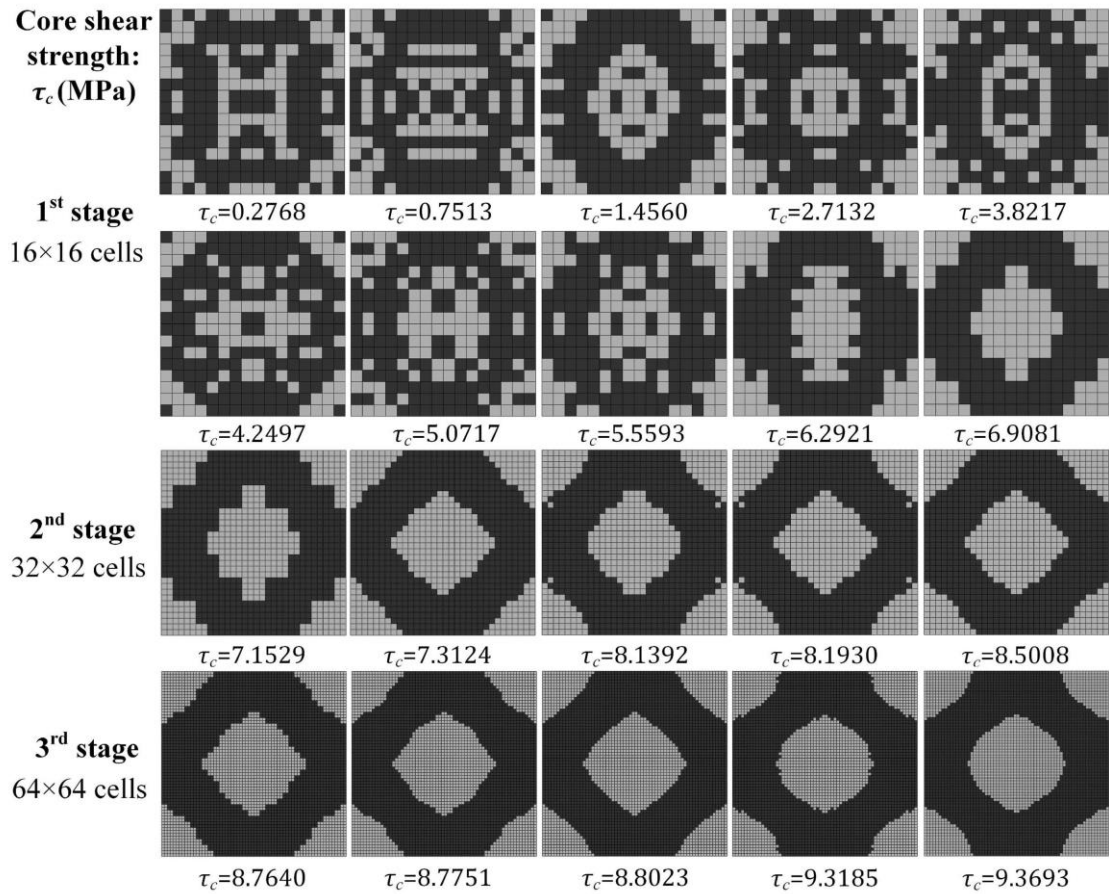 Core shear
strength:
τc (MPa)
τc=0.2768 τc=0.7513 τc=1.4560 τc=2.7132 τc=3.8217
1st stage
16×16 cells
τc=4.2497 τc=5.0717 τc=5.5593 τc=6.2921 τc=6.9081
2nd stage
32×32 cells
τc=7.1529 τc=7.3124 τc=8.1392 τc=8.1930 τc=8.5008
3rd stage
64×64 cells
τc=8.7640 τc=8.7751 τc=8.8023 τc=9.3185 τc=9.3693